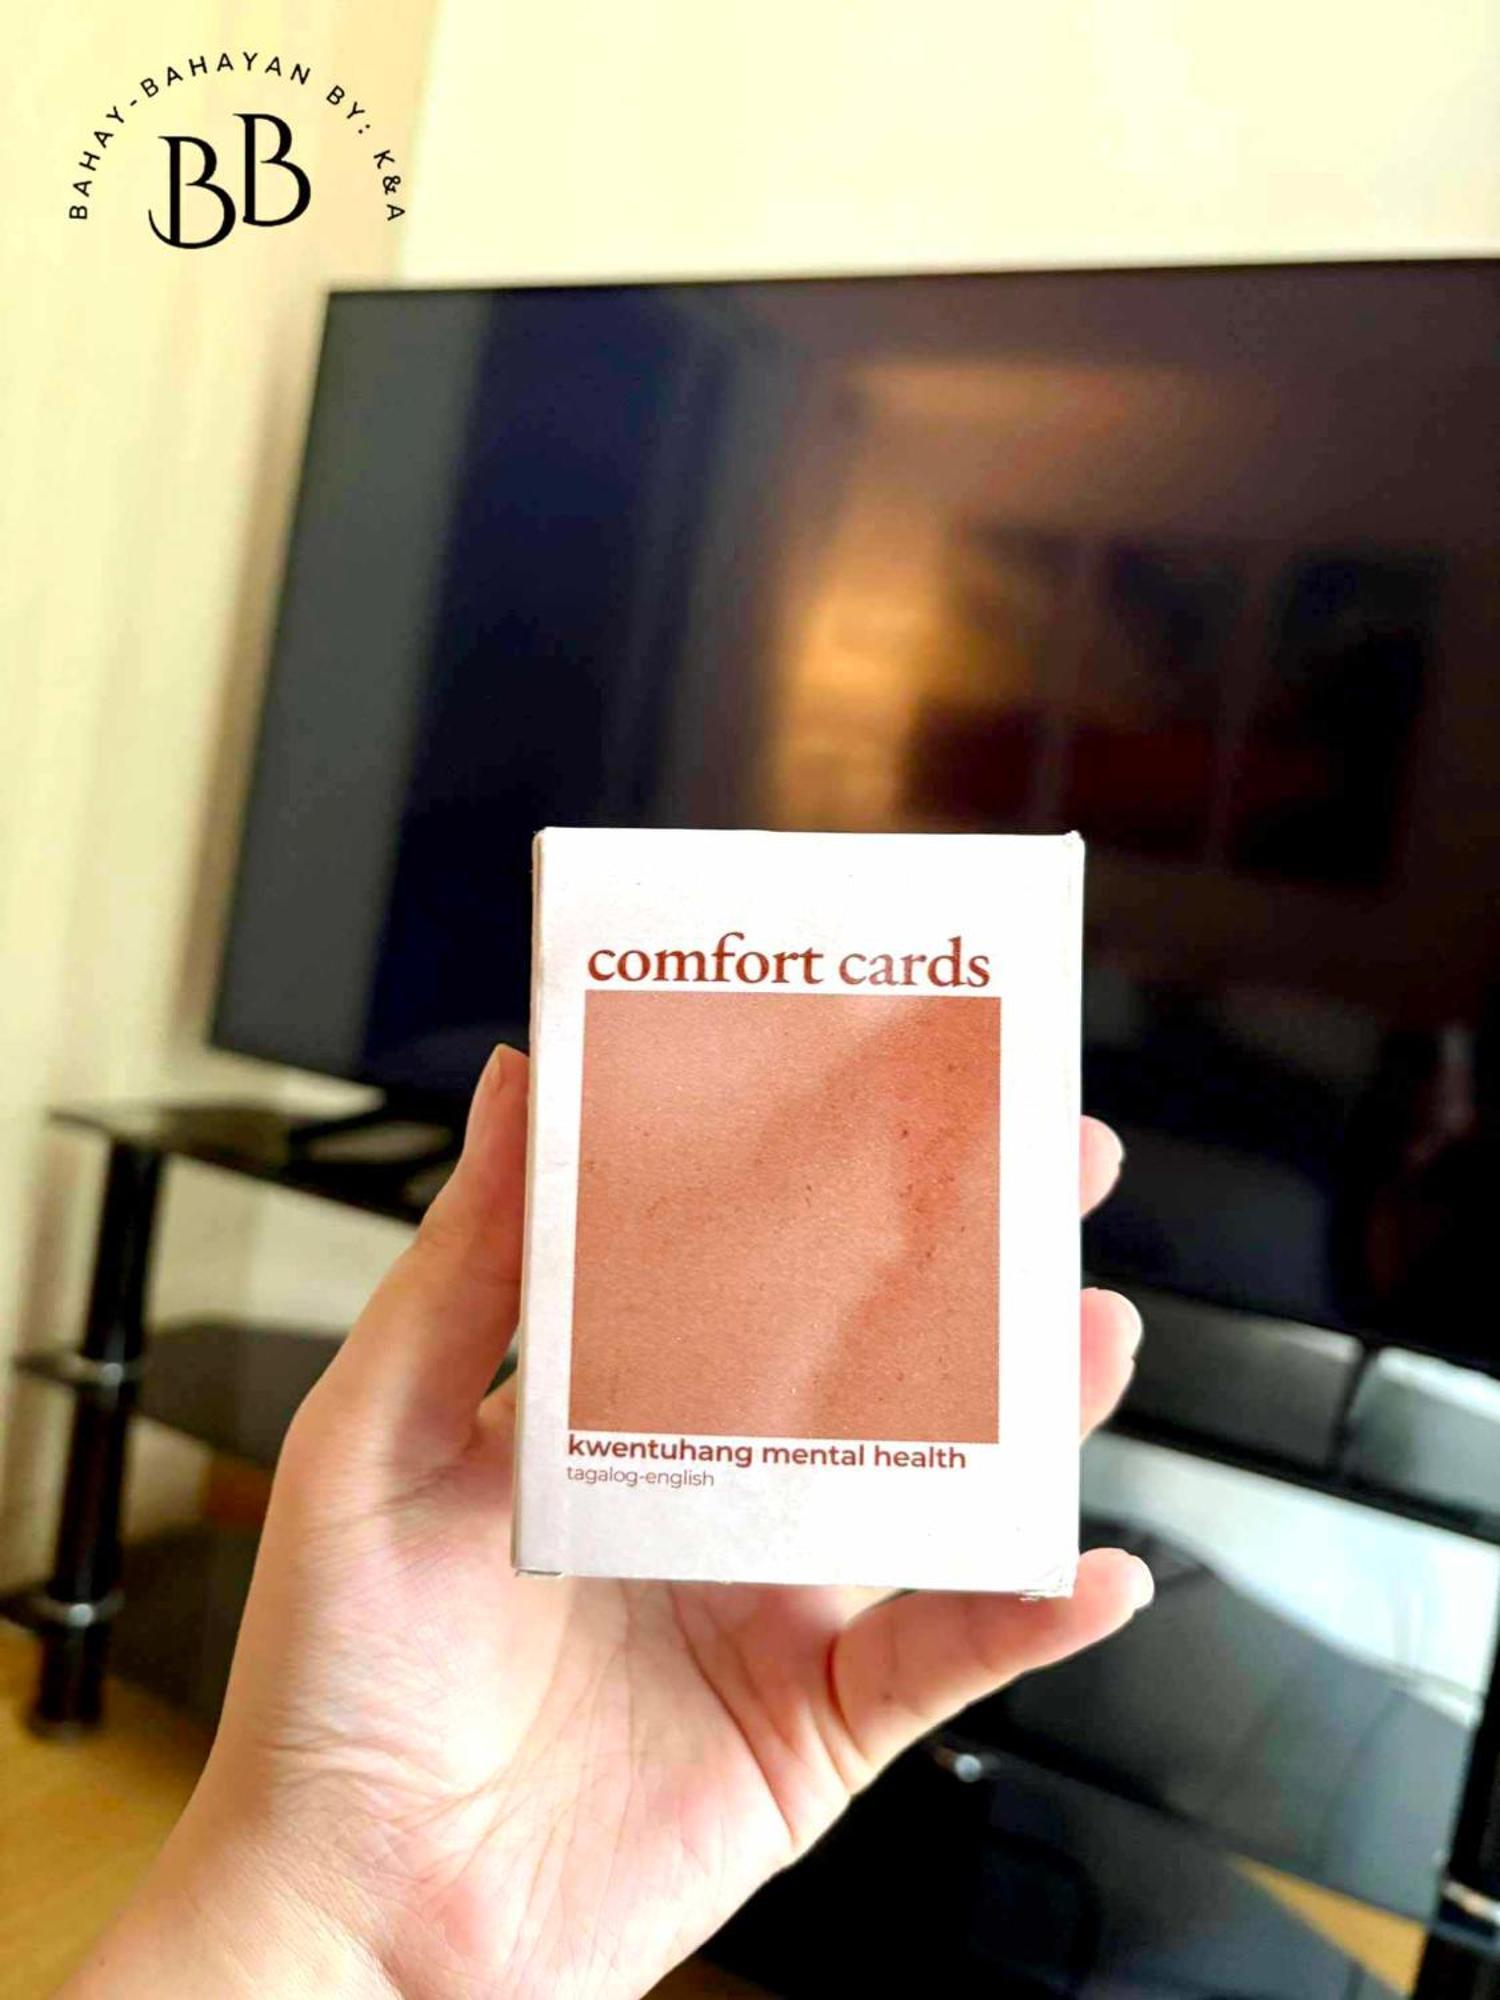 BAHAY-BAHAYAN BY: K&A
BB
comfort cards
kwentuhang mental health
tagalog-english